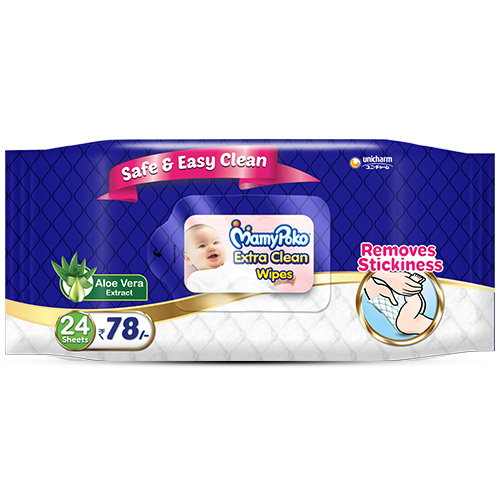 Safe & Easy Clean
unicharm
ユニ・チャーム
MamyPoko
Extra Clean
Wipes
Removes
Stickiness
Aloe Vera
Extract
24
Sheets
₹78/-